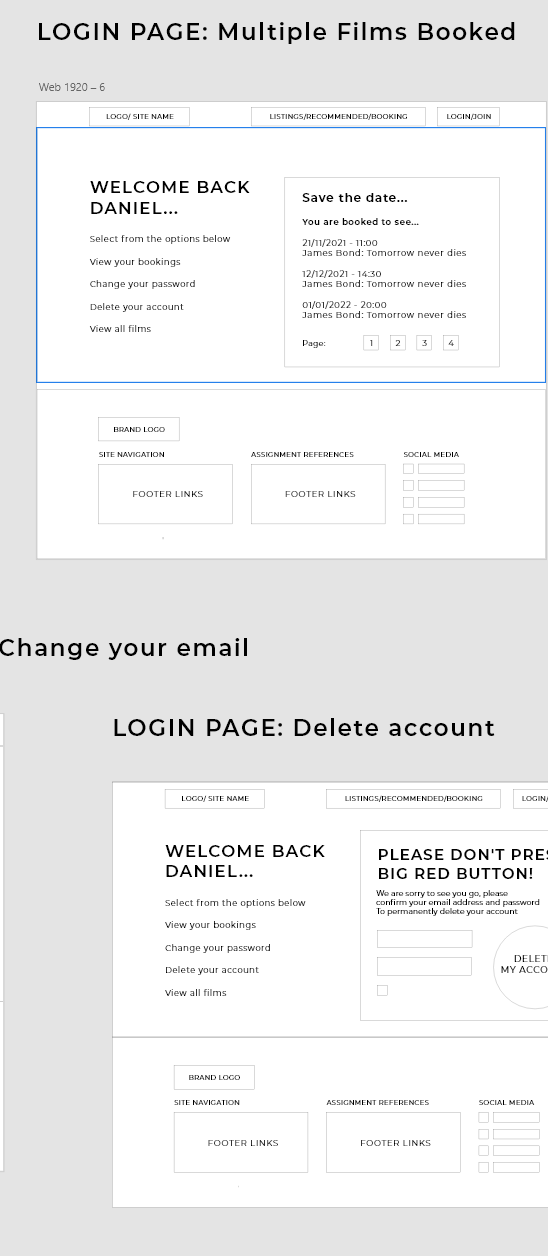 LOGIN PAGE: Multiple Films Booked
Web 1920 – 6
LOGO/ SITE NAME
LISTINGS/RECOMMENDED/BOOKING
LOGIN/JOIN
WELCOME BACK
DANIEL...
Select from the options below
View your bookings
Change your password
Delete your account
View all films
Save the date...
You are booked to see...
21/11/2021 - 11:00
James Bond: Tomorrow never dies
12/12/2021 - 14:30
James Bond: Tomorrow never dies
01/01/2022 - 20:00
James Bond: Tomorrow never dies
Page: 1 2 3 4
BRAND LOGO
SITE NAVIGATION
FOOTER LINKS
ASSIGNMENT REFERENCES
FOOTER LINKS
SOCIAL MEDIA
Change your email
LOGIN PAGE: Delete account
LOGO/ SITE NAME
LISTINGS/RECOMMENDED/BOOKING
LOGIN/
WELCOME BACK
DANIEL...
Select from the options below
View your bookings
Change your password
Delete your account
View all films
PLEASE DON'T PRES
BIG RED BUTTON!
We are sorry to see you go, please
confirm your email address and password
To permanently delete your account
DELET
MY ACCO
BRAND LOGO
SITE NAVIGATION
FOOTER LINKS
ASSIGNMENT REFERENCES
FOOTER LINKS
SOCIAL MEDIA